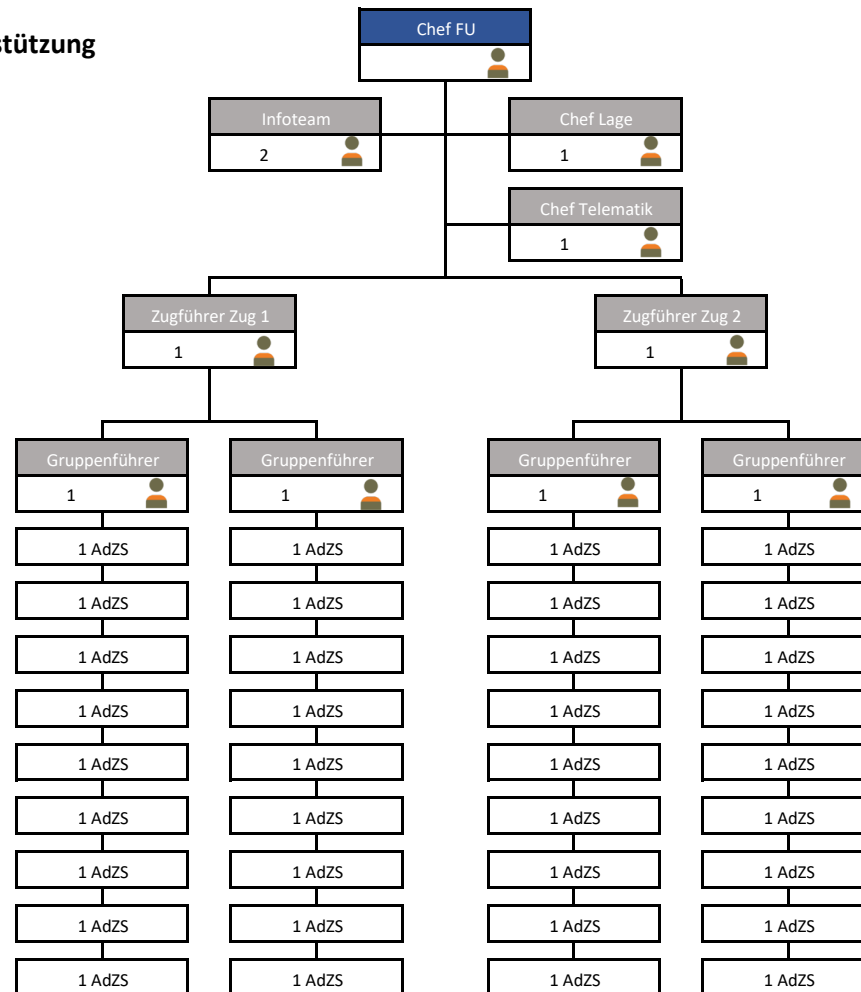 stützung
Chef FU
Infoteam Chef Lage
2 1
Chef Telematik
1
Zugführer Zug 1 Zugführer Zug 2
1 1
Gruppenführer Gruppenführer Gruppenführer Gruppenführer
1 1 1 1
1 AdZS 1 AdZS 1 AdZS 1 AdZS
1 AdZS 1 AdZS 1 AdZS 1 AdZS
1 AdZS 1 AdZS 1 AdZS 1 AdZS
1 AdZS 1 AdZS 1 AdZS 1 AdZS
1 AdZS 1 AdZS 1 AdZS 1 AdZS
1 AdZS 1 AdZS 1 AdZS 1 AdZS
1 AdZS 1 AdZS 1 AdZS 1 AdZS
1 AdZS 1 AdZS 1 AdZS 1 AdZS
1 AdZS 1 AdZS 1 AdZS 1 AdZS